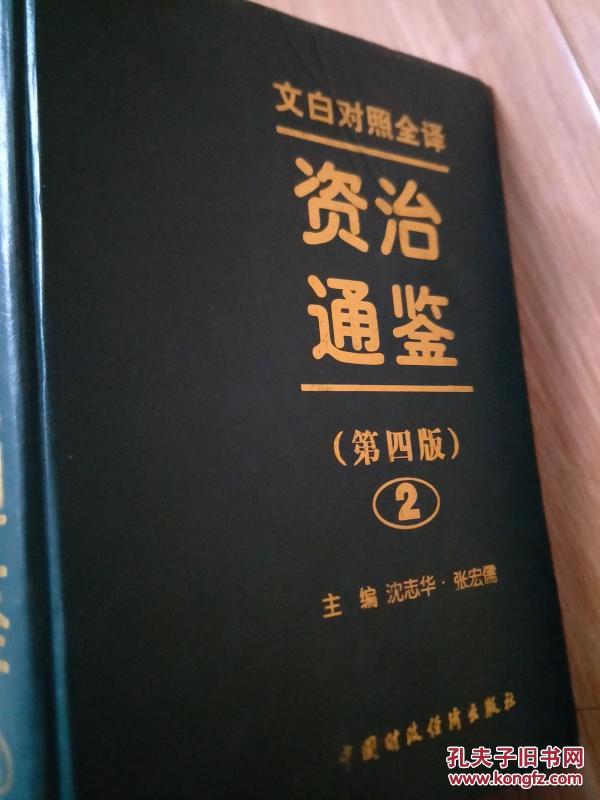 文白对照全译
资治
通鉴
(第四版)
2
主 编 沈志华·张宏儒
中国财政经济出版社
孔夫子旧书网
www.kongfz.com